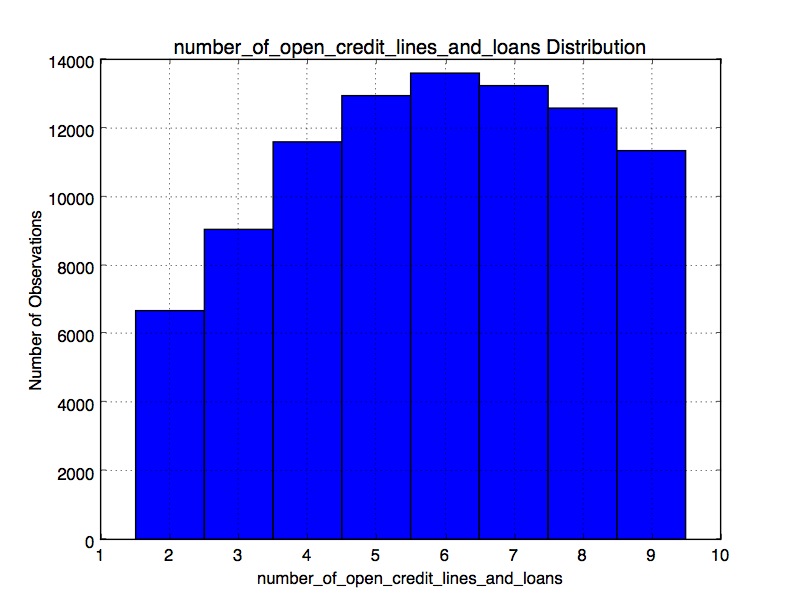 number_of_open_credit_lines_and_loans Distribution
14000
12000
10000
8000
6000
4000
2000
0
Number of Observations
1 2 3 4 5 6 7 8 9 10
number_of_open_credit_lines_and_loans